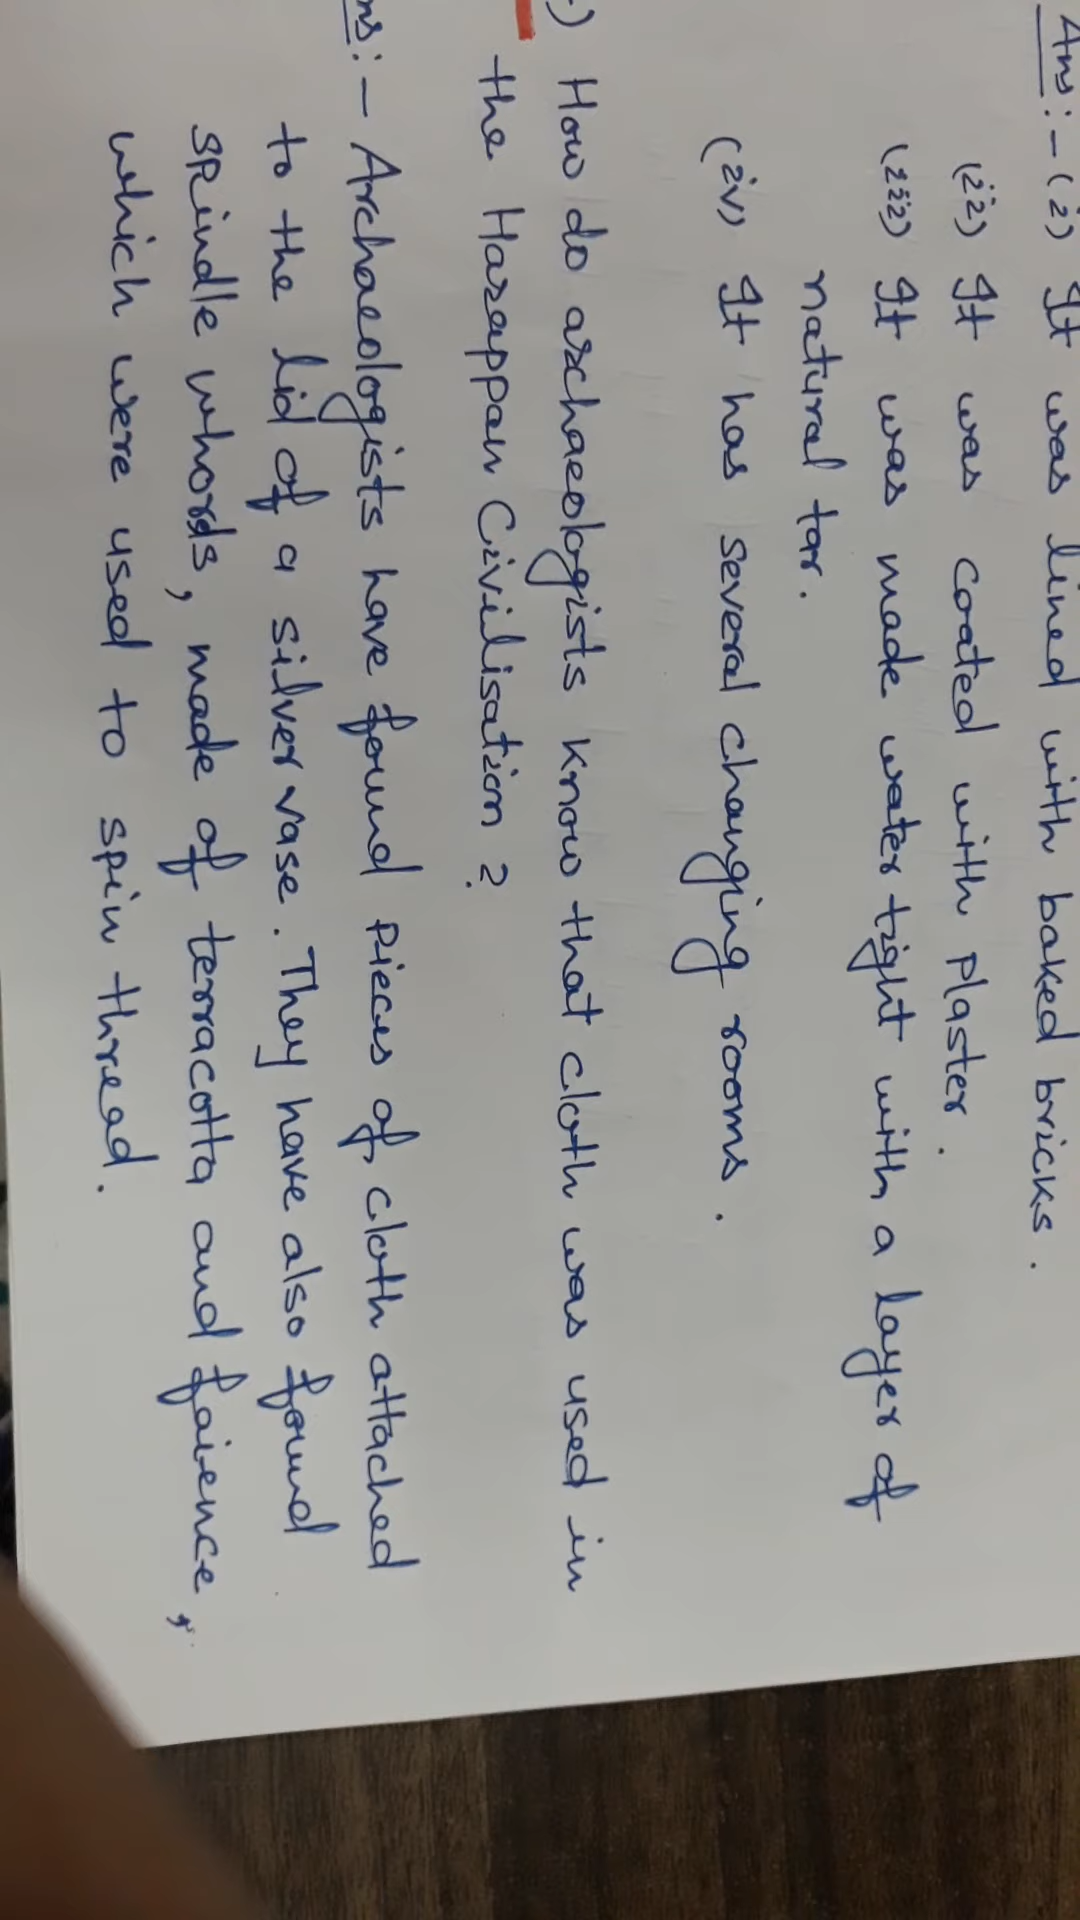 Ans:- (i) It was lined with baked bricks.
(ii) It was coated with plaster.
(iii) It was made water tight with a layer of
natural tar.
(iv) It has several changing rooms.
.) How do archaeologists know that cloth was used in
the Harappan Civilisation?
ns:- Archaeologists have found pieces of cloth attached
to the lid of a silver vase. They have also found
spindle whords, made of terracotta and faience,
which were used to spin thread.